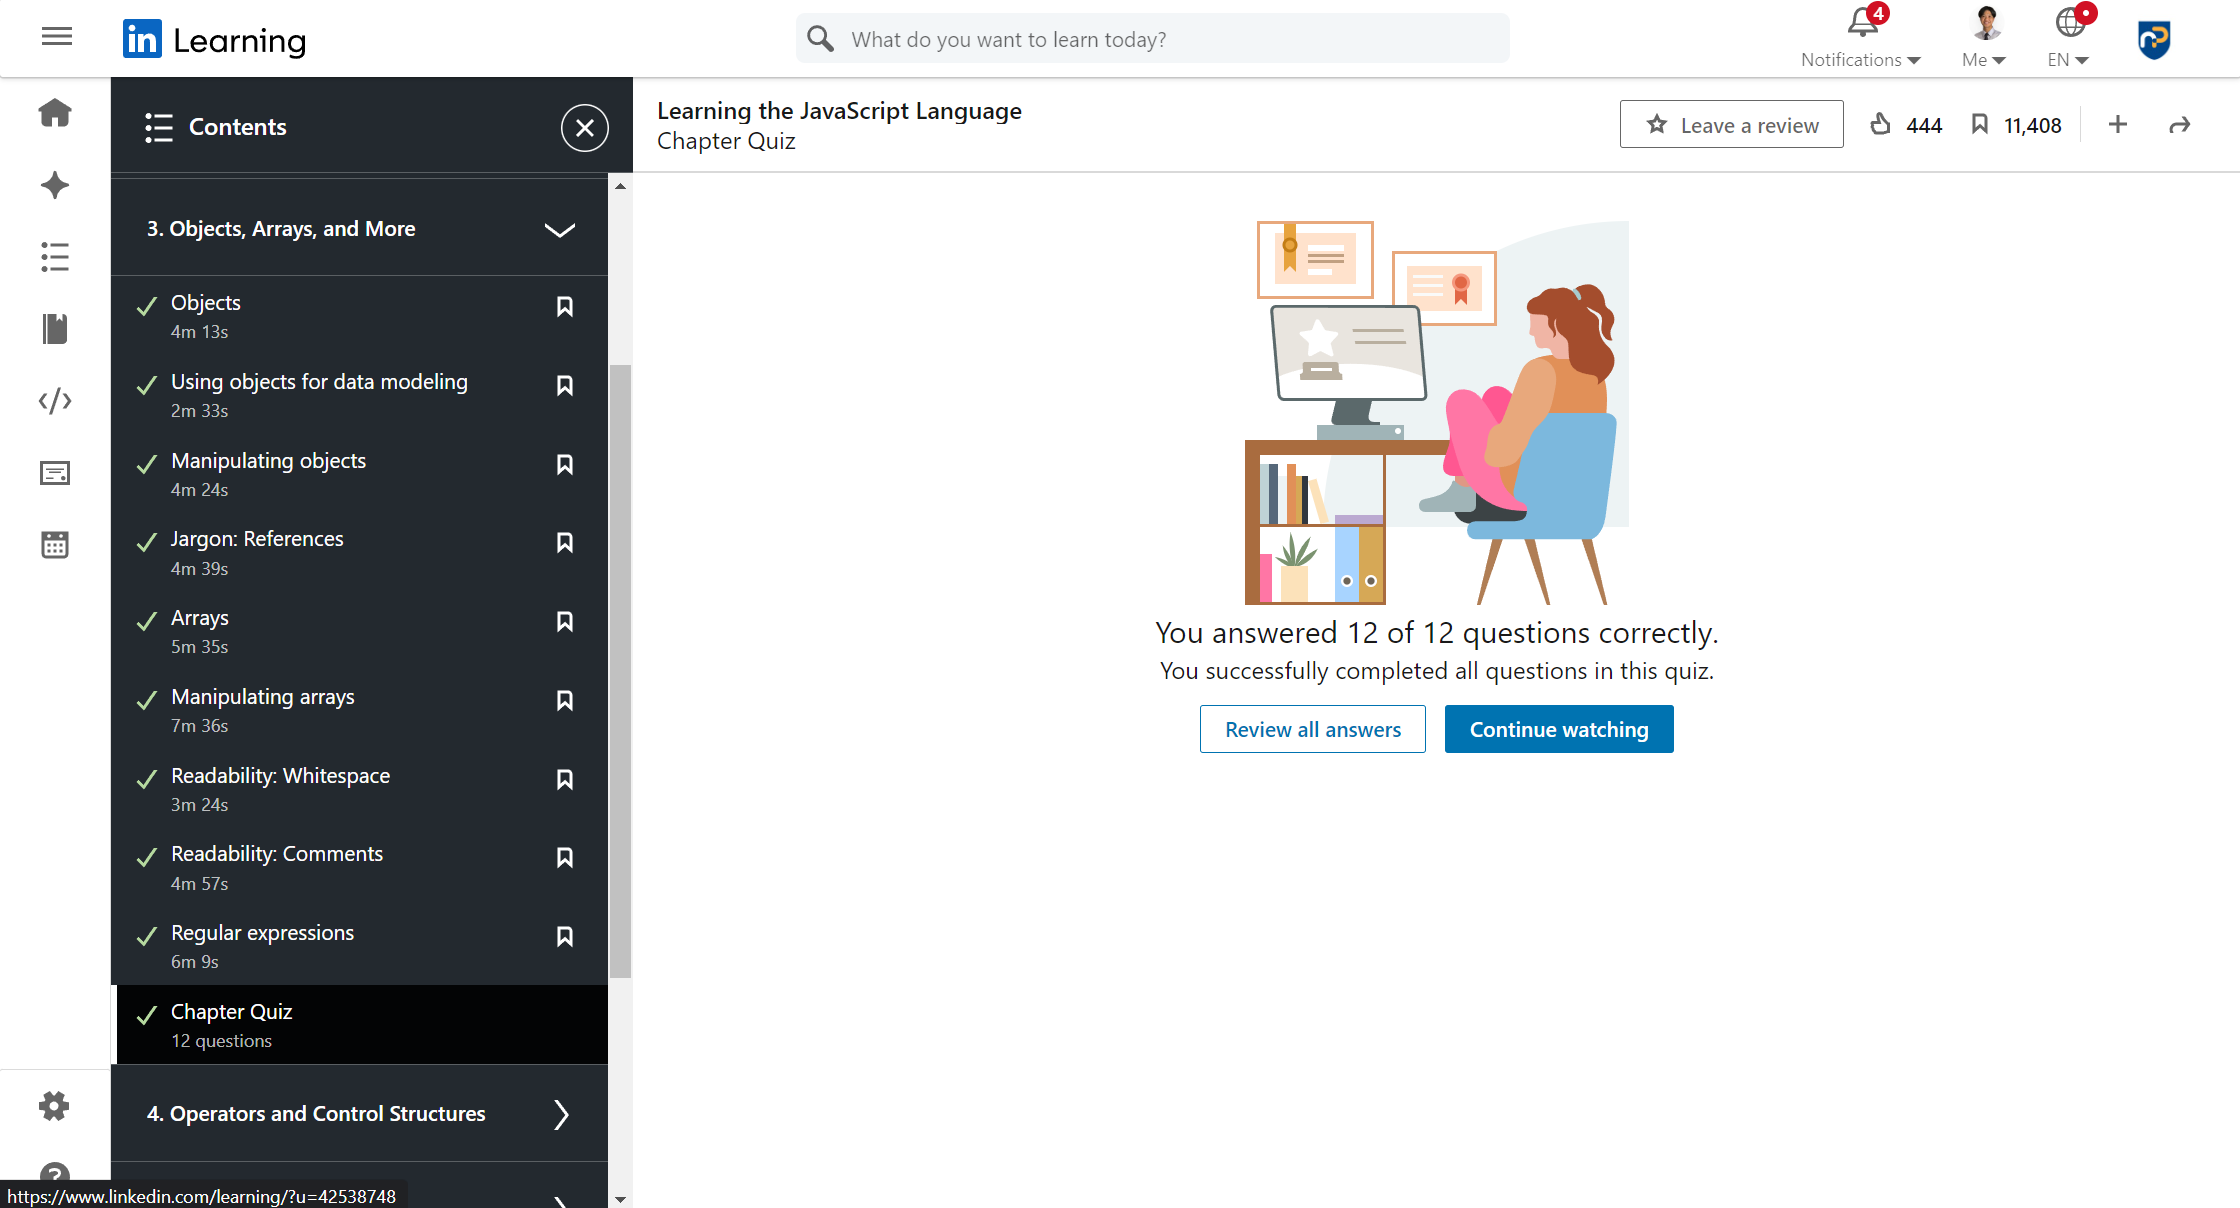 in Learning
What do you want to learn today?
4
Notifications
Me
EN
Contents
Learning the JavaScript Language
Chapter Quiz
Leave a review
444
11,408
3. Objects, Arrays, and More
Objects
4m 13s
Using objects for data modeling
2m 33s
Manipulating objects
4m 24s
Jargon: References
4m 39s
Arrays
5m 35s
Manipulating arrays
7m 36s
Readability: Whitespace
3m 24s
Readability: Comments
4m 57s
Regular expressions
6m 9s
Chapter Quiz
12 questions
4. Operators and Control Structures
You answered 12 of 12 questions correctly.
You successfully completed all questions in this quiz.
Review all answers
Continue watching
https://www.linkedin.com/learning/?u=42538748